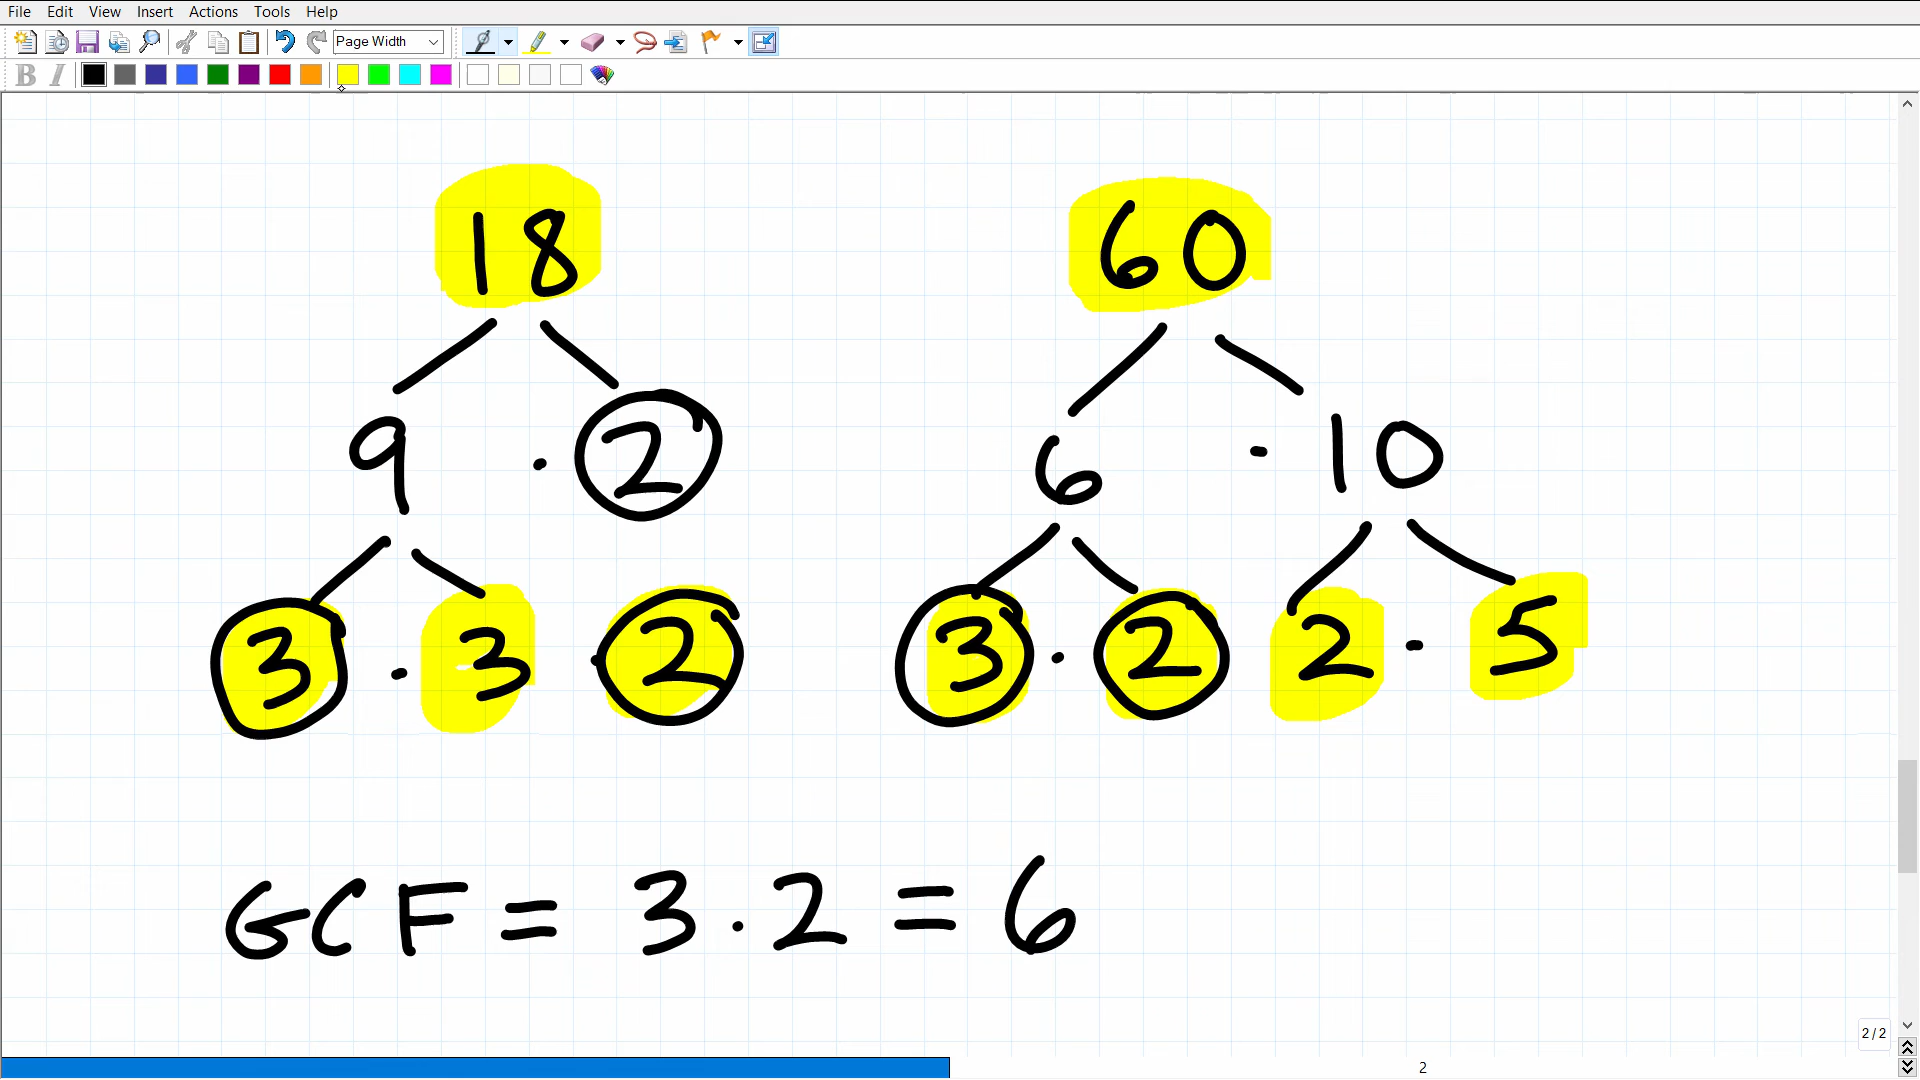 File Edit View Insert Actions Tools Help
Page Width
B I
18 60
9 · 2 6 · 10
3 · 3 · 2 3 · 2 2 · 5
GCF = 3 · 2 = 6
2 / 2
2